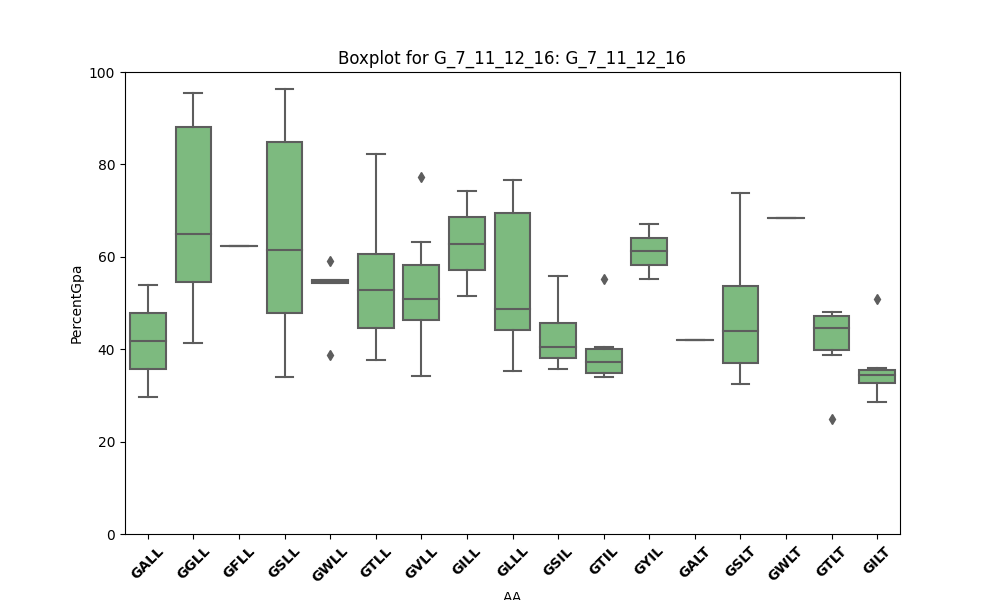 Boxplot for G_7_11_12_16: G_7_11_12_16
100
80
60
40
20
0
PercentGpa
GALL GGLL GFLL GSLL GWLL GTLL GVLL GILL GLLL GSIL GTIL GYIL GALT GSLT GWLT GTLT GILT
AA